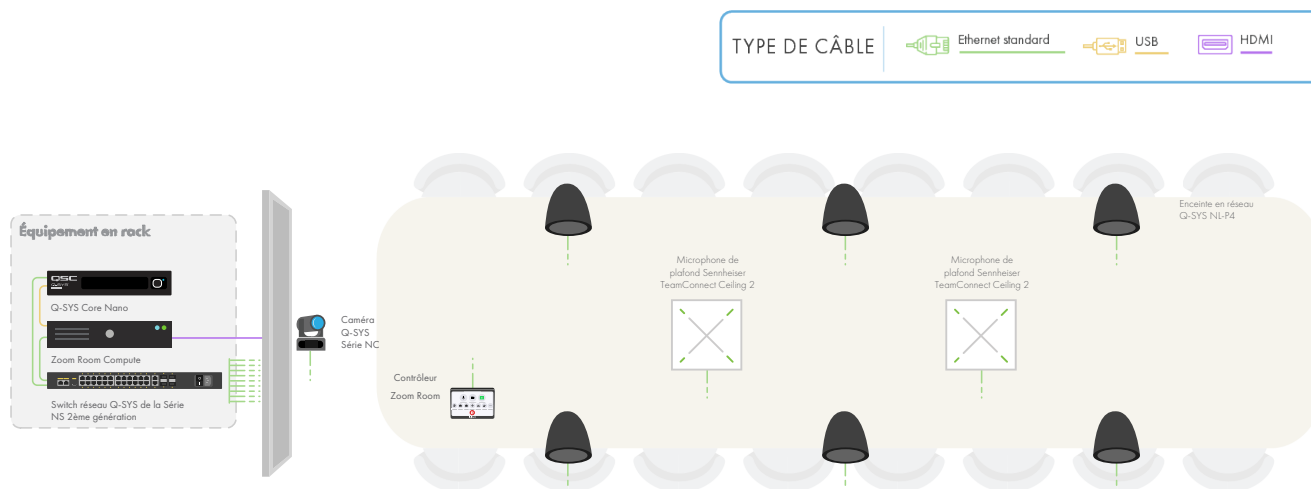 TYPE DE CÂBLE
Ethernet standard
USB
HDMI
Équipement en rack
QSC
Q-SYS
Q-SYS Core Nano
Zoom Room Compute
Switch réseau Q-SYS de la Série
NS 2ème génération
Caméra
Q-SYS
Série NC
Contrôleur
Zoom Room
Microphone de
plafond Sennheiser
TeamConnect Ceiling 2
Microphone de
plafond Sennheiser
TeamConnect Ceiling 2
Enceinte en réseau
Q-SYS NL-P4